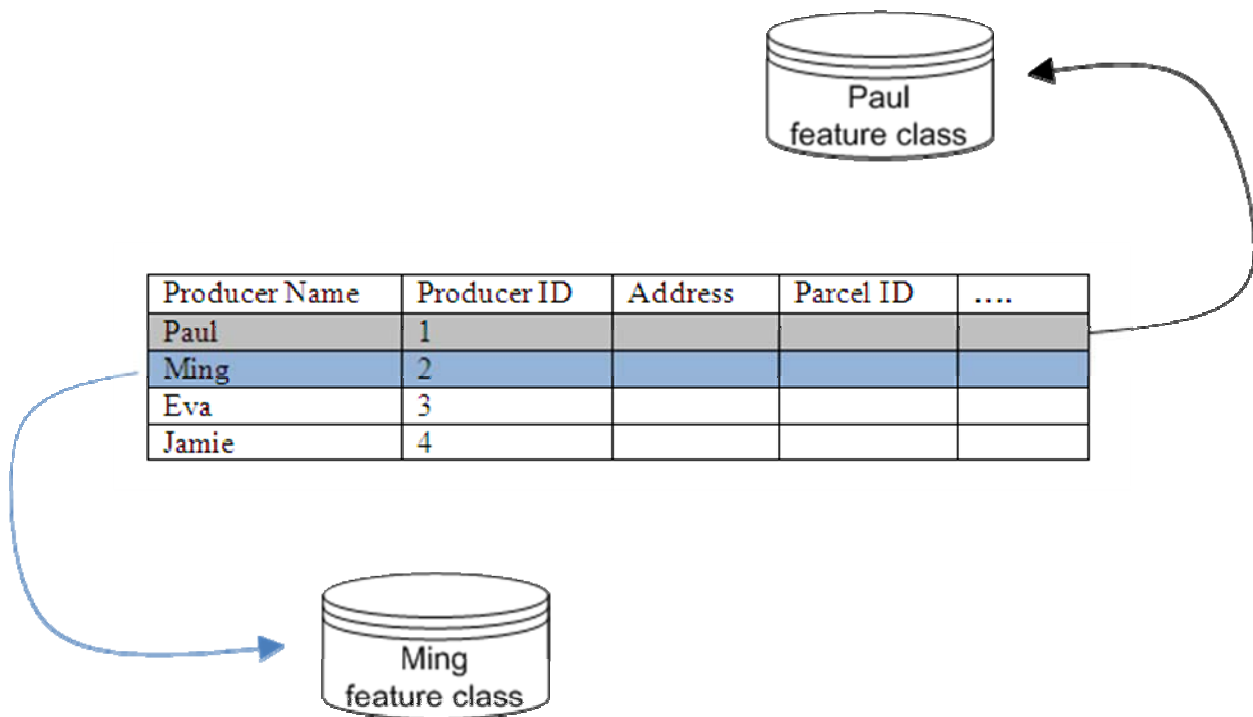 Paul
feature class
Producer Name Producer ID Address Parcel ID ....
Paul 1
Ming 2
Eva 3
Jamie 4
Ming
feature class